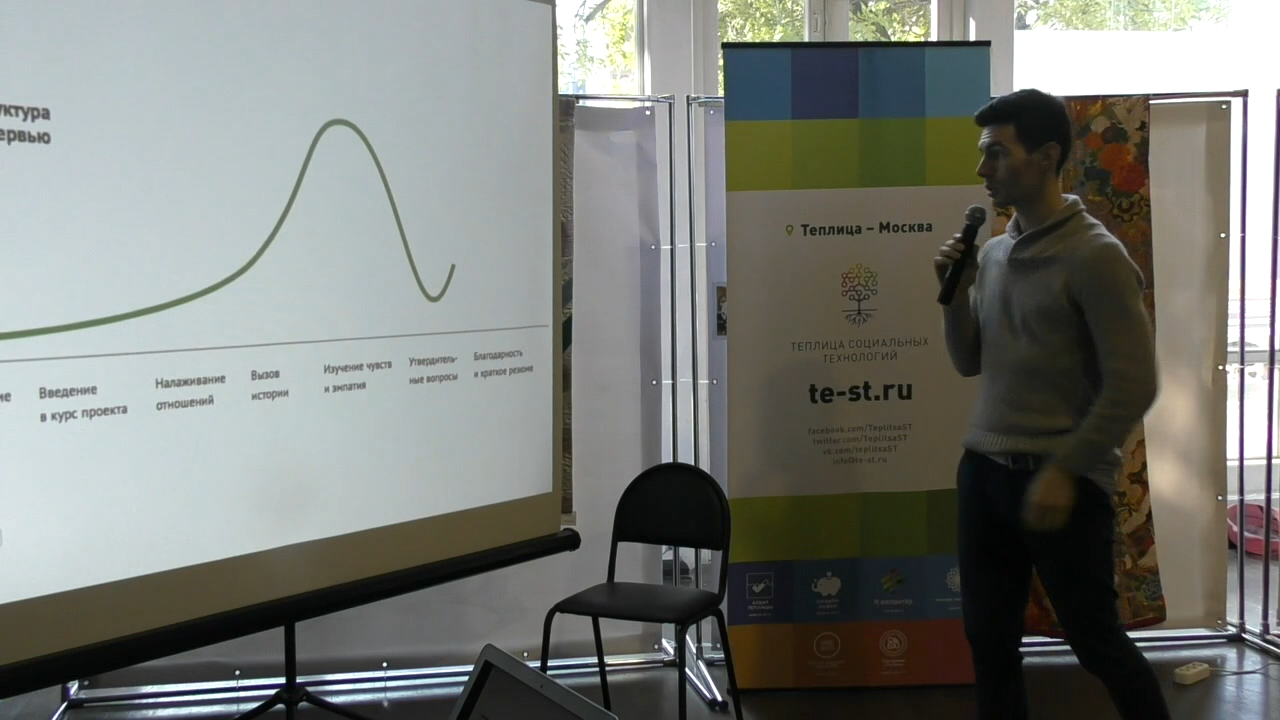 уктура
ервью
ие
Введение
в курс проекта
Налаживание
отношений
Вызов
истории
Изучение чувств
и эмпатия
Утвердитель-
ные вопросы
Благодарность
и краткое резюме
Теплица – Москва
ТЕПЛИЦА СОЦИАЛЬНЫХ
ТЕХНОЛОГИЙ
te-st.ru
facebook.com/TeplitsaST
twitter.com/TeplitsaST
vk.com/teplitsaST
info@te-st.ru